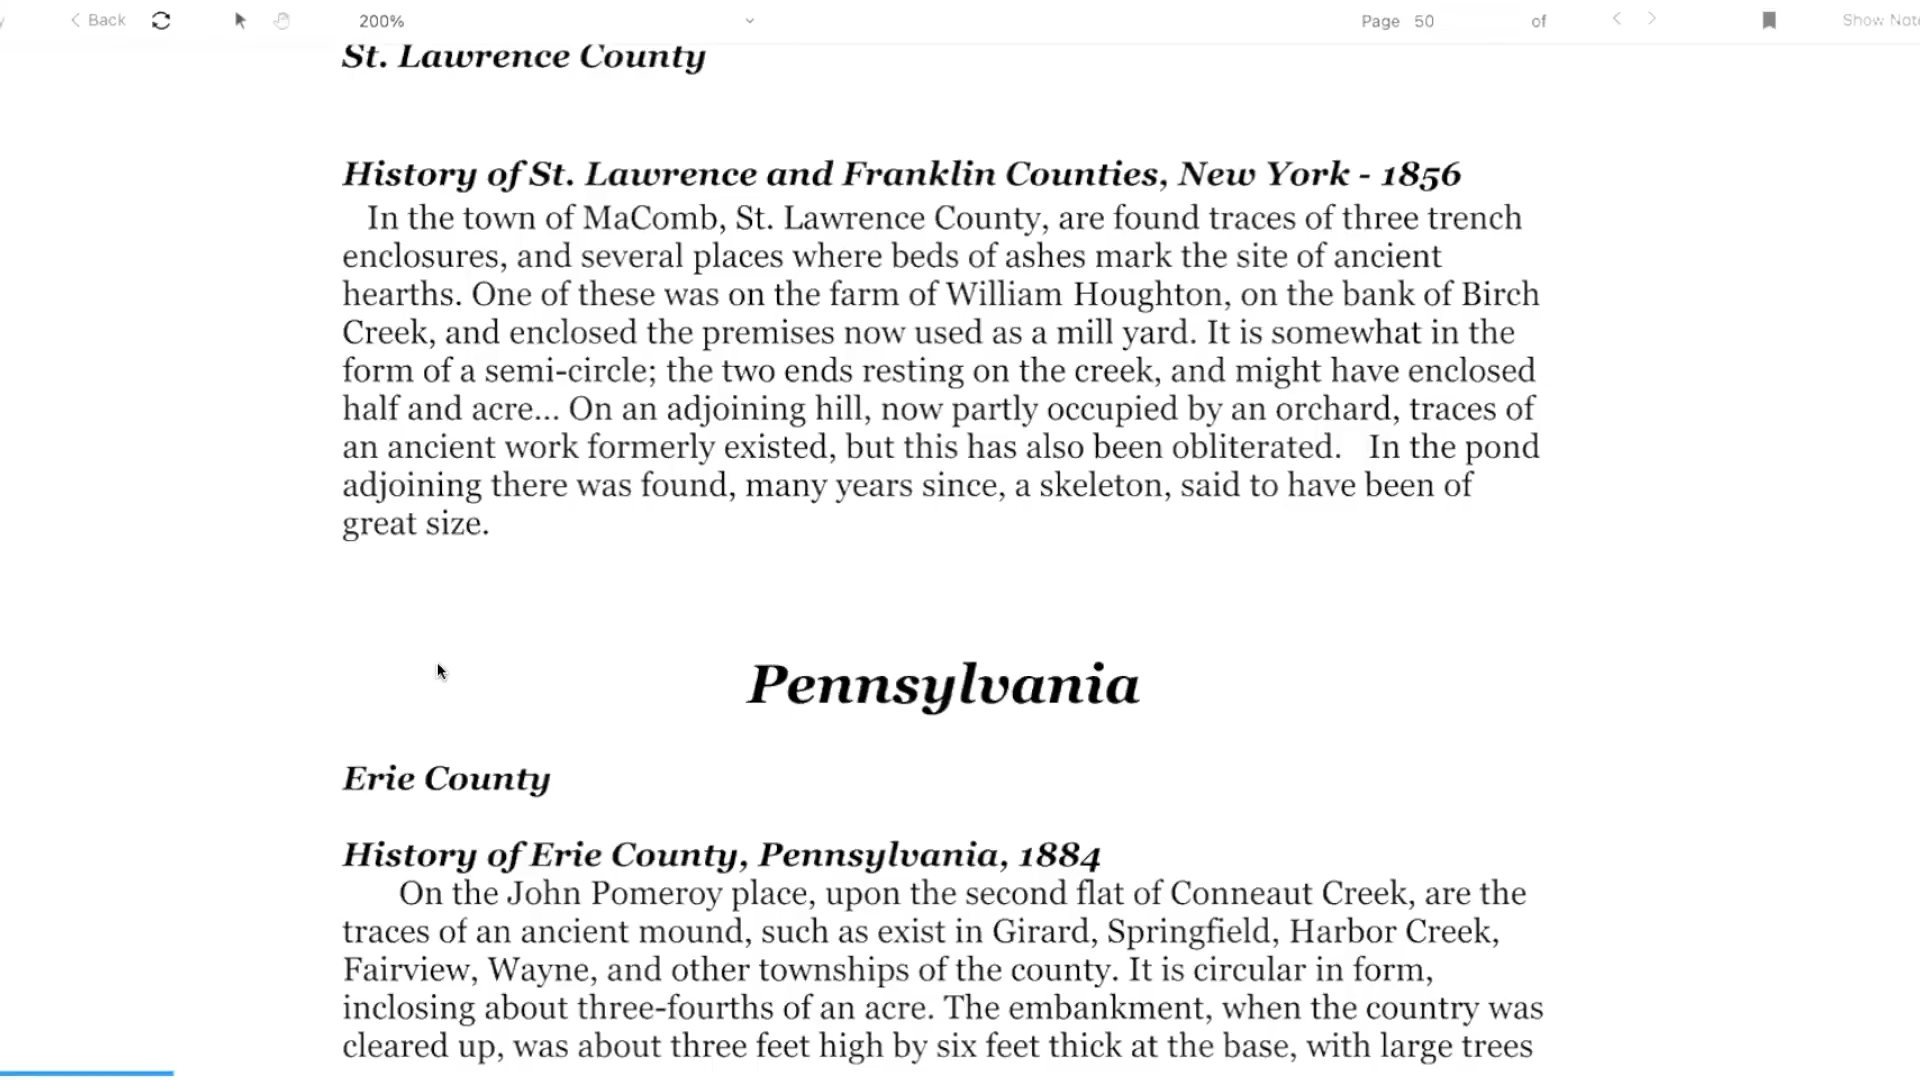 Back 200% Page 50 of Show Not
St. Lawrence County
History of St. Lawrence and Franklin Counties, New York - 1856
In the town of MaComb, St. Lawrence County, are found traces of three trench
enclosures, and several places where beds of ashes mark the site of ancient
hearths. One of these was on the farm of William Houghton, on the bank of Birch
Creek, and enclosed the premises now used as a mill yard. It is somewhat in the
form of a semi-circle; the two ends resting on the creek, and might have enclosed
half and acre... On an adjoining hill, now partly occupied by an orchard, traces of
an ancient work formerly existed, but this has also been obliterated. In the pond
adjoining there was found, many years since, a skeleton, said to have been of
great size.
Pennsylvania
Erie County
History of Erie County, Pennsylvania, 1884
On the John Pomeroy place, upon the second flat of Conneaut Creek, are the
traces of an ancient mound, such as exist in Girard, Springfield, Harbor Creek,
Fairview, Wayne, and other townships of the county. It is circular in form,
inclosing about three-fourths of an acre. The embankment, when the country was
cleared up, was about three feet high by six feet thick at the base, with large trees